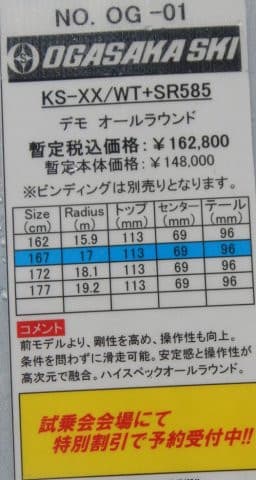 NO. OG -01
OGASAKA SKI
KS-XX/WT+SR585
デモ オールラウンド
暫定税込価格：￥162,800
暫定本体価格：￥148,000
※ビンディングは別売りとなります。
Size (cm) Radius (m) トップ (mm) センター (mm) テール (mm)
162 15.9 113 69 96
167 17 113 69 96
172 18.1 113 69 96
177 19.2 113 69 96
コメント
前モデルより、剛性を高め、操作性も向上。
条件を問わずに滑走可能。安定感と操作性が
高次元で融合。ハイスペックオールラウンド。
試乗会会場にて
特別割引で予約受付中!!